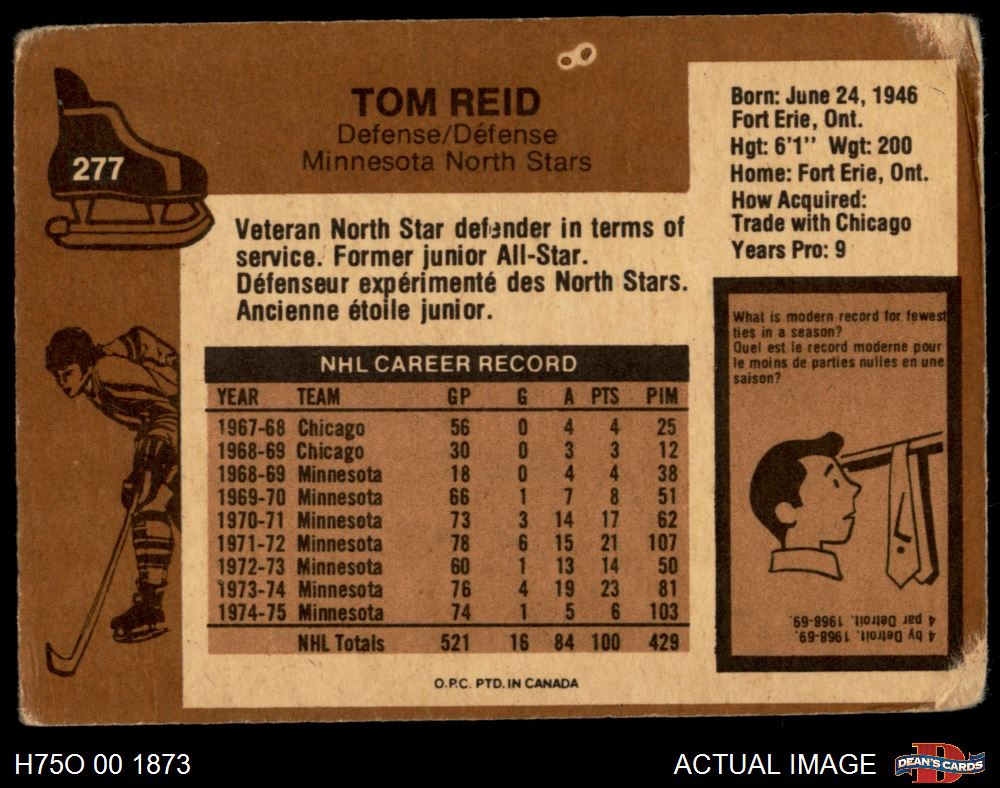 277
TOM REID
Defense/Défense
Minnesota North Stars
Born: June 24, 1946
Fort Erie, Ont.
Hgt: 6'1" Wgt: 200
Home: Fort Erie, Ont.
How Acquired:
Trade with Chicago
Years Pro: 9
Veteran North Star defender in terms of
service. Former junior All-Star.
Défenseur expérimenté des North Stars.
Ancienne étoile junior.
NHL CAREER RECORD
YEAR TEAM GP G A PTS PIM
1967-68 Chicago 56 0 4 4 25
1968-69 Chicago 30 0 3 3 12
1968-69 Minnesota 18 0 4 4 38
1969-70 Minnesota 66 1 7 8 51
1970-71 Minnesota 73 3 14 17 62
1971-72 Minnesota 78 6 15 21 107
1972-73 Minnesota 60 1 13 14 50
1973-74 Minnesota 76 4 19 23 81
1974-75 Minnesota 74 1 5 6 103
NHL Totals 521 16 84 100 429
O.P.C. PTD. IN CANADA
What is modern record for fewest
ties in a season?
Quel est le record moderne pour
le moins de parties nulles en une
saison?
4 by Detroit. 1968-69.
4 par Detroit. 1968-69.
H75O 00 1873
ACTUAL IMAGE
DEAN'S CARDS